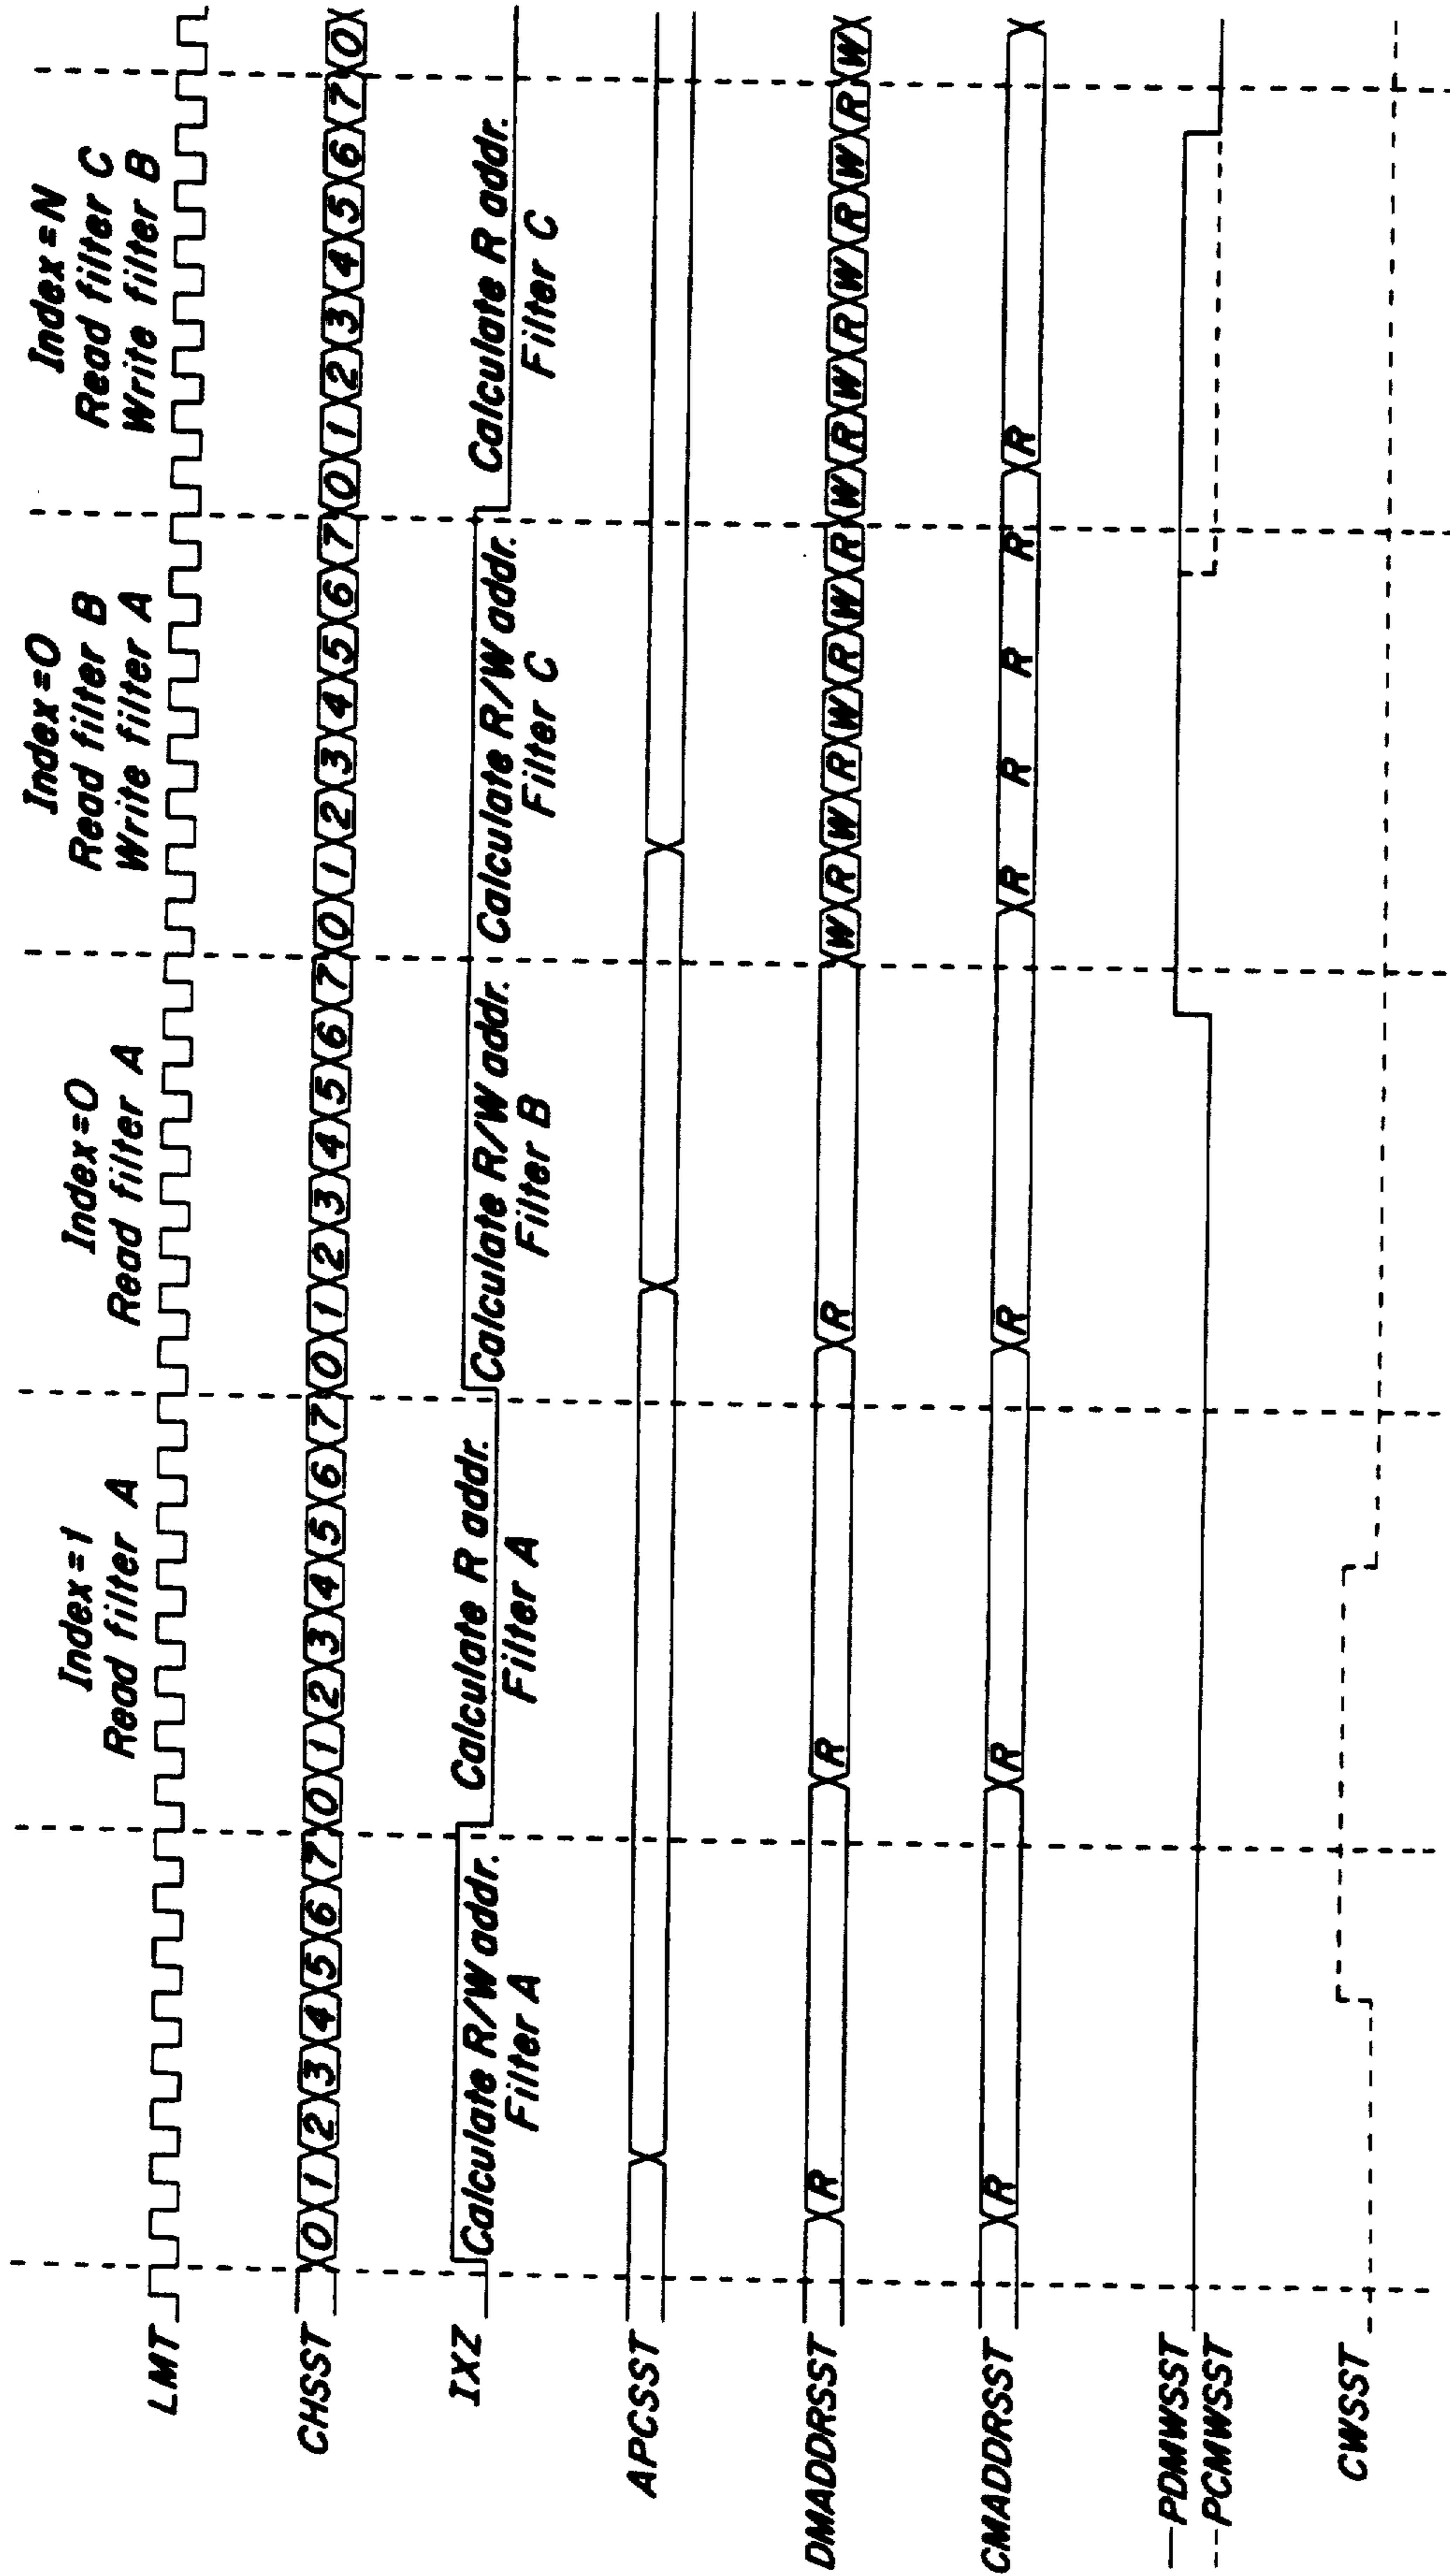 Index=1
Read filter A
Index=0
Read filter A
Index=0
Read filter B
Write filter A
Index=N
Read filter C
Write filter B
LMT
CHSST 0 1 2 3 4 5 6 7 0 1 2 3 4 5 6 7 0 1 2 3 4 5 6 7 0 1 2 3 4 5 6 7 0 1 2 3 4 5 6 7 0
IXZ
Calculate R/W addr.
Filter A
Calculate R addr.
Filter A
Calculate R/W addr.
Filter B
Calculate R/W addr.
Filter C
Calculate R addr.
Filter C
APCSST
DMADDRSST R R R W R W R W R W R W R W R W R W R W
CMADDRSST R R R R R R R R
PDMWSST
PCMWSST
CWSST